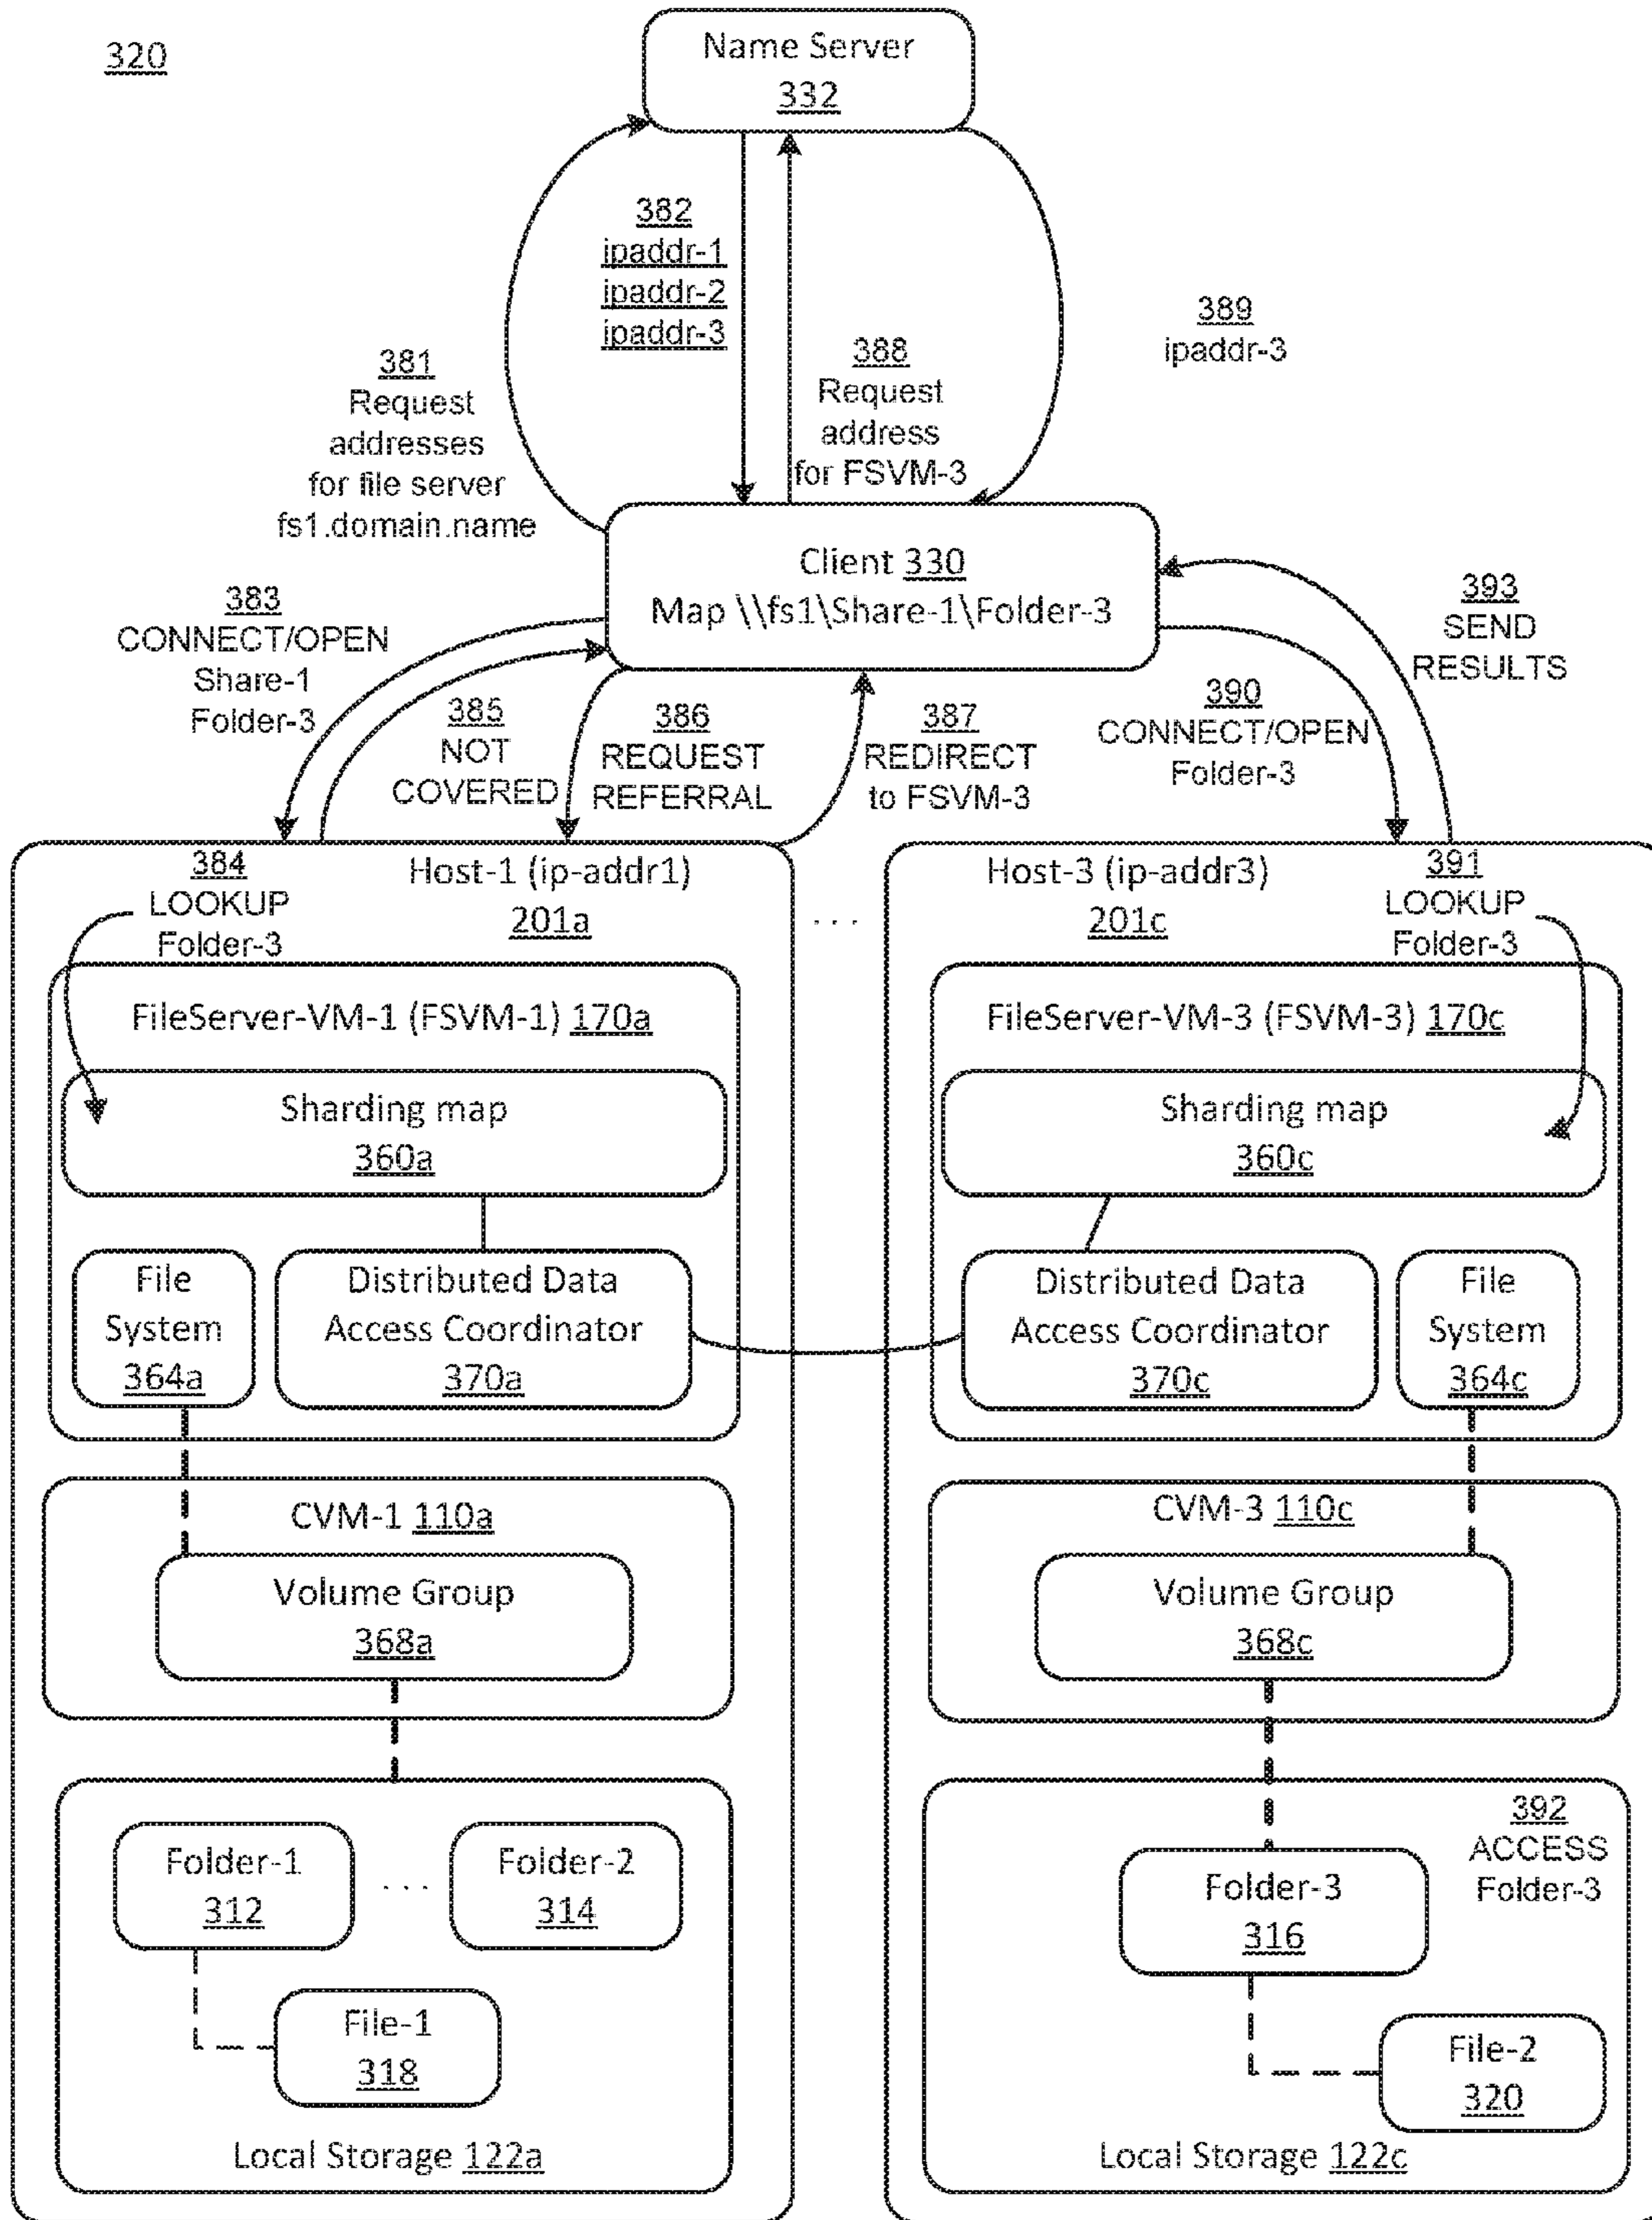 320
Name Server
332
382
ipaddr-1
ipaddr-2
ipaddr-3
389
ipaddr-3
381
Request
addresses
for file server
fs1.domain.name
388
Request
address
for FSVM-3
Client 330
Map \\fs1\Share-1\Folder-3
383
CONNECT/OPEN
Share-1
Folder-3
385
NOT
COVERED
386
REQUEST
REFERRAL
387
REDIRECT
to FSVM-3
390
CONNECT/OPEN
Folder-3
393
SEND
RESULTS
384
LOOKUP
Folder-3
Host-1 (ip-addr1)
201a
FileServer-VM-1 (FSVM-1) 170a
Sharding map
360a
File
System
364a
Distributed Data
Access Coordinator
370a
CVM-1 110a
Volume Group
368a
Folder-1
312
. . .
Folder-2
314
File-1
318
Local Storage 122a
. . .
Host-3 (ip-addr3)
201c
391
LOOKUP
Folder-3
FileServer-VM-3 (FSVM-3) 170c
Sharding map
360c
Distributed Data
Access Coordinator
370c
File
System
364c
CVM-3 110c
Volume Group
368c
392
ACCESS
Folder-3
Folder-3
316
File-2
320
Local Storage 122c